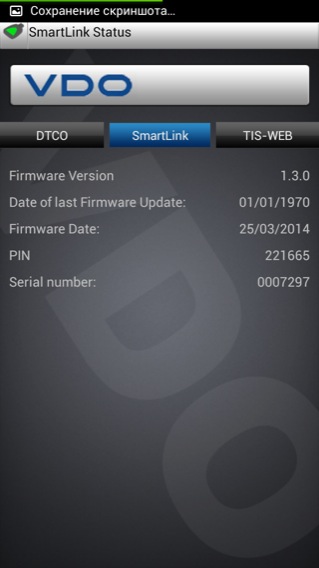 Сохранение скриншота...
SmartLink Status
VDO
DTCO SmartLink TIS-WEB
Firmware Version 1.3.0
Date of last Firmware Update: 01/01/1970
Firmware Date: 25/03/2014
PIN 221665
Serial number: 0007297
VDO